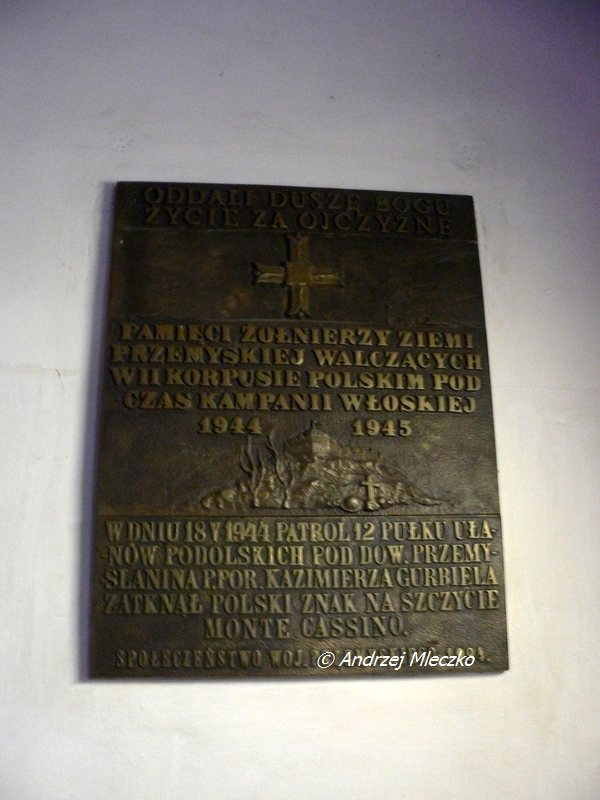 ODDALI DUSZĘ BOGU
ŻYCIE ZA OJCZYZNĘ
PAMIĘCI ŻOŁNIERZY ZIEMI
PRZEMYSKIEJ WALCZĄCYCH
W II KORPUSIE POLSKIM POD
CZAS KAMPANII WŁOSKIEJ
1944 1945
W DNIU 18 V 1944 PATROL 12 PUŁKU UŁA-
NÓW PODOLSKICH POD DOW. PRZEMY-
ŚLANINA P.POR. KAZIMIERZA GURBIELA
ZATKNĄŁ POLSKI ZNAK NA SZCZYCIE
MONTE CASSINO.
SPOŁECZEŃSTWO WOJ.
© Andrzej Mleczko